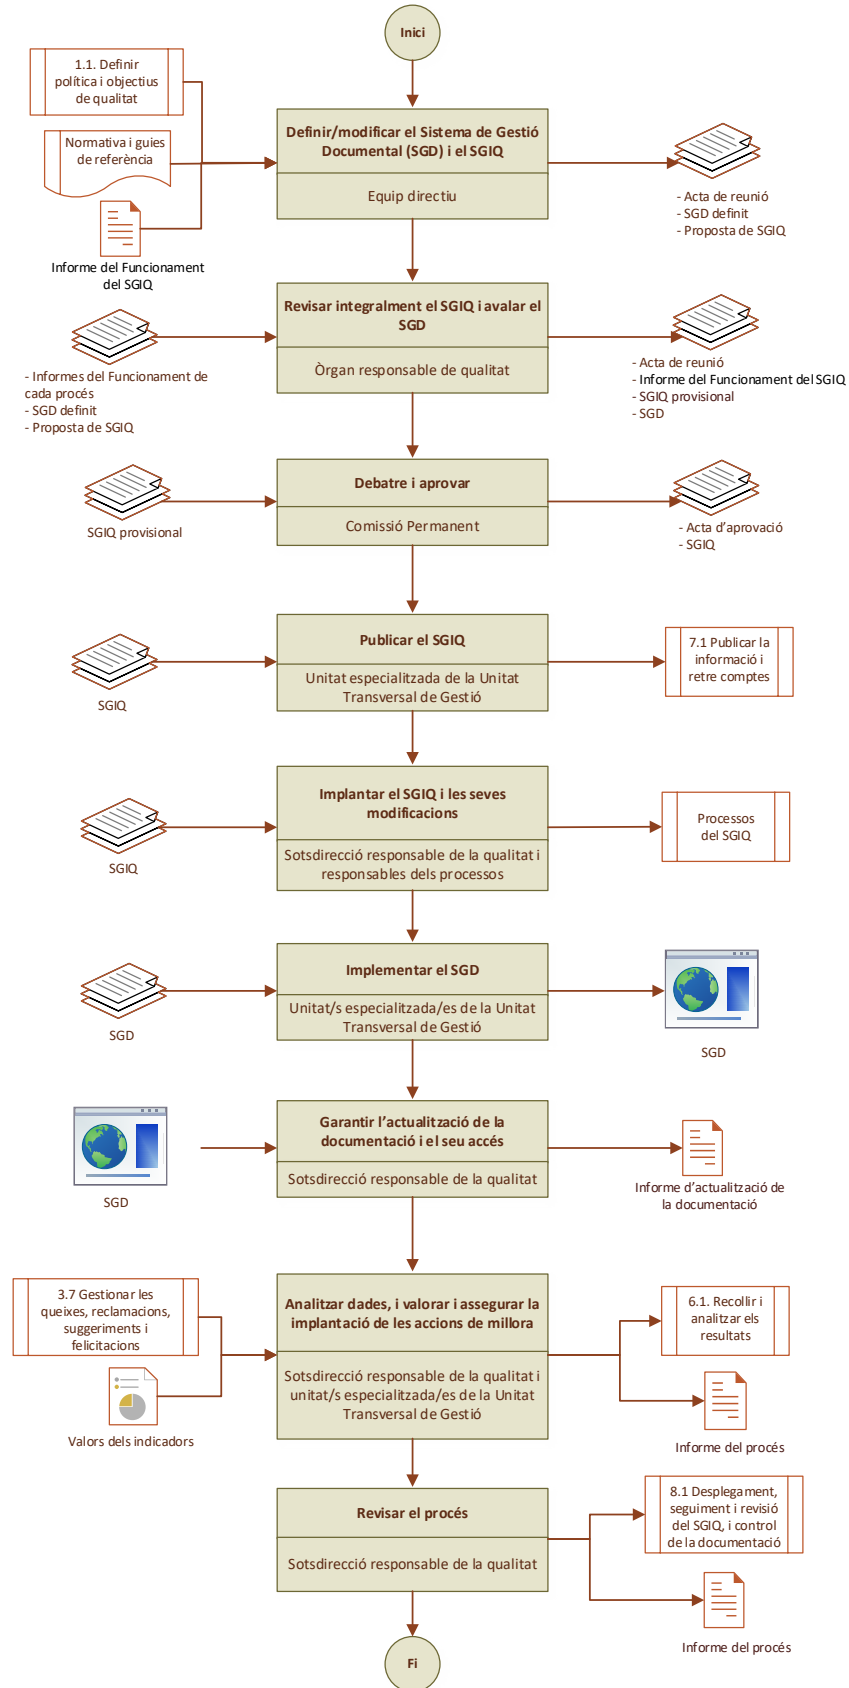 Inici
1.1. Definir
política i objectius
de qualitat
Normativa i guies
de referència
Informe del Funcionament
del SGIQ
Definir/modificar el Sistema de Gestió
Documental (SGD) i el SGIQ
Equip directiu
- Acta de reunió
- SGD definit
- Proposta de SGIQ
- Informes del Funcionament de
cada procés
- SGD definit
- Proposta de SGIQ
Revisar integralment el SGIQ i avalar el
SGD
Òrgan responsable de qualitat
- Acta de reunió
- Informe del Funcionament del SGIQ
- SGIQ provisional
- SGD
SGIQ provisional
Debatre i aprovar
Comissió Permanent
- Acta d’aprovació
- SGIQ
SGIQ
Publicar el SGIQ
Unitat especialitzada de la Unitat
Transversal de Gestió
7.1 Publicar la
informació i
retre comptes
SGIQ
Implantar el SGIQ i les seves
modificacions
Sotsdirecció responsable de la qualitat i
responsables dels processos
Processos
del SGIQ
SGD
Implementar el SGD
Unitat/s especialitzada/es de la Unitat
Transversal de Gestió
SGD
SGD
Garantir l’actualització de la
documentació i el seu accés
Sotsdirecció responsable de la qualitat
Informe d’actualització de
la documentació
3.7 Gestionar les
queixes, reclamacions,
suggeriments i
felicitacions
Valors dels indicadors
Analitzar dades, i valorar i assegurar la
implantació de les accions de millora
Sotsdirecció responsable de la qualitat i
unitat/s especialitzada/es de la Unitat
Transversal de Gestió
6.1. Recollir i
analitzar els
resultats
Informe del procés
Revisar el procés
Sotsdirecció responsable de la qualitat
8.1 Desplegament,
seguiment i revisió
del SGIQ, i control
de la documentació
Informe del procés
Fi